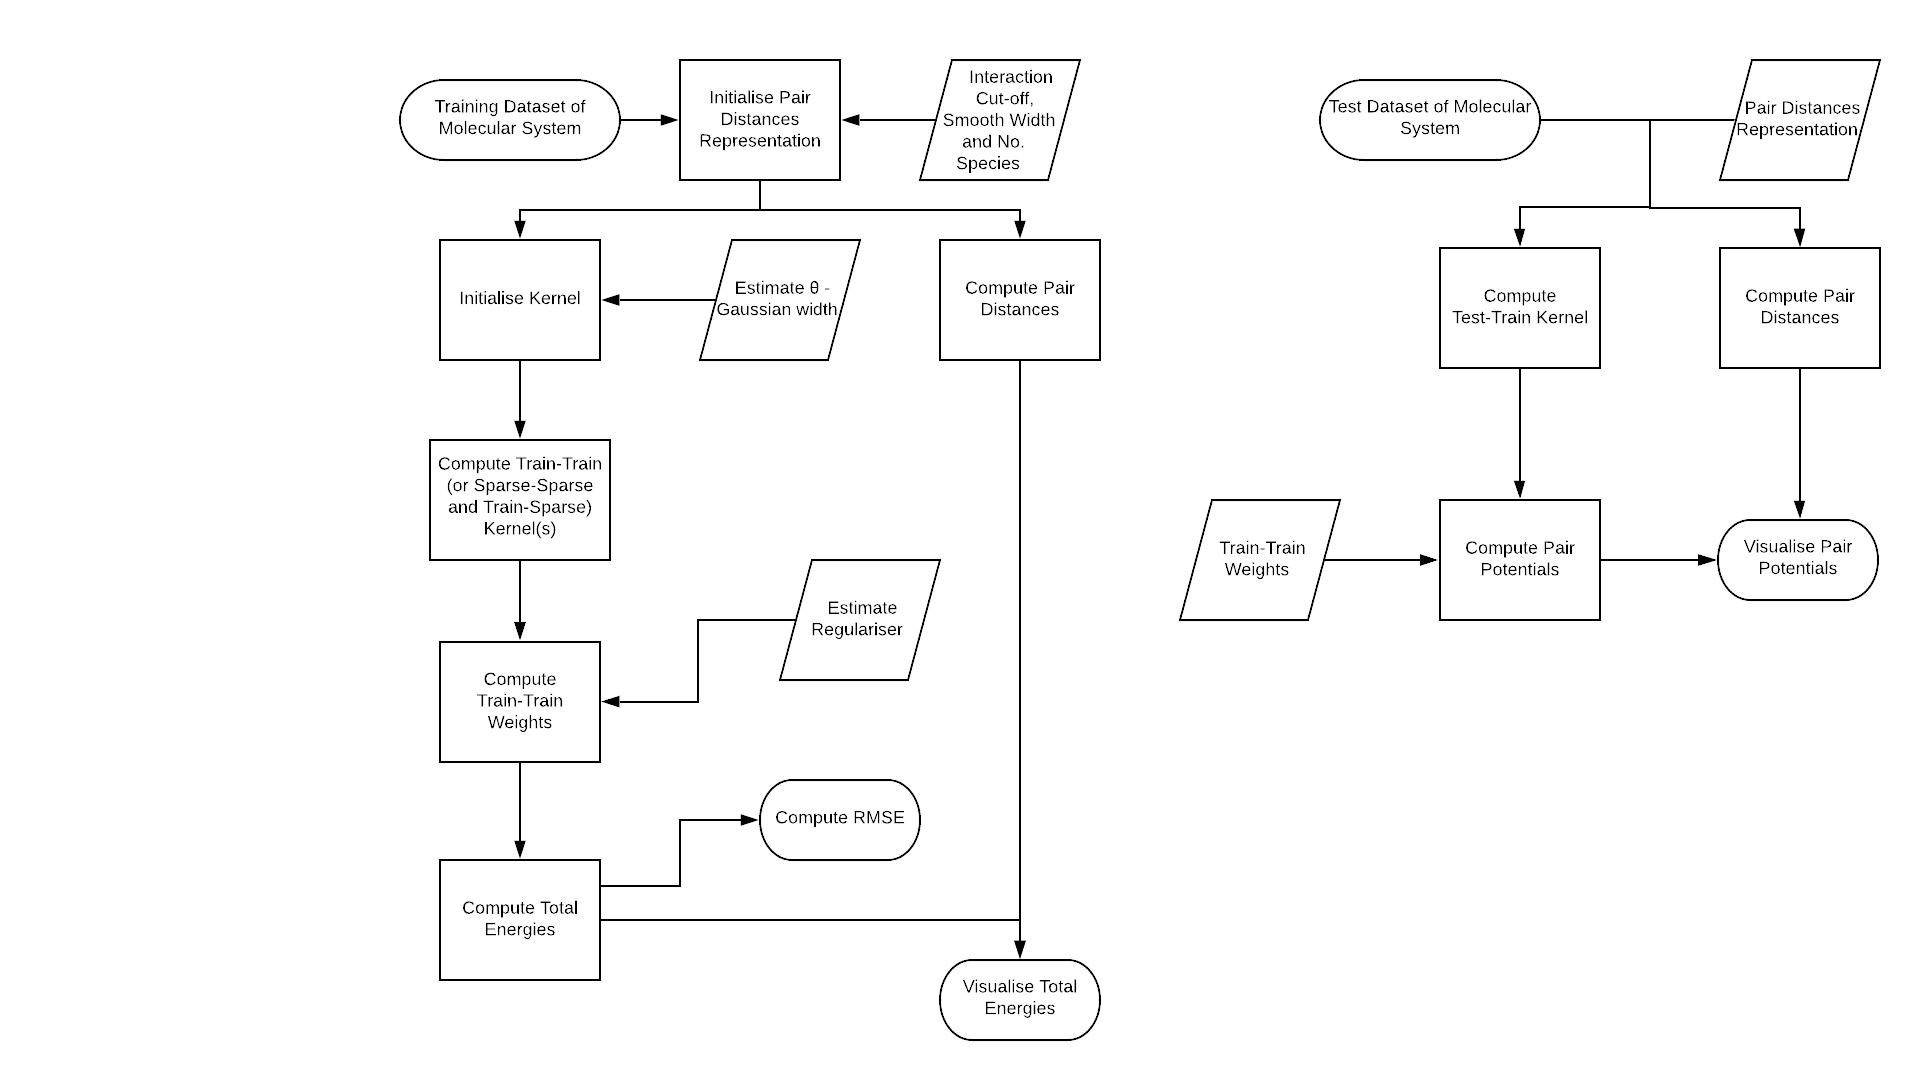 Training Dataset of
Molecular System
Initialise Pair
Distances
Representation
Interaction
Cut-off,
Smooth Width
and No.
Species
Initialise Kernel
Estimate θ -
Gaussian width
Compute Pair
Distances
Compute Train-Train
(or Sparse-Sparse
and Train-Sparse)
Kernel(s)
Estimate
Regulariser
Compute
Train-Train
Weights
Compute RMSE
Compute Total
Energies
Visualise Total
Energies
Test Dataset of Molecular
System
Pair Distances
Representation
Compute
Test-Train Kernel
Compute Pair
Distances
Train-Train
Weights
Compute Pair
Potentials
Visualise Pair
Potentials